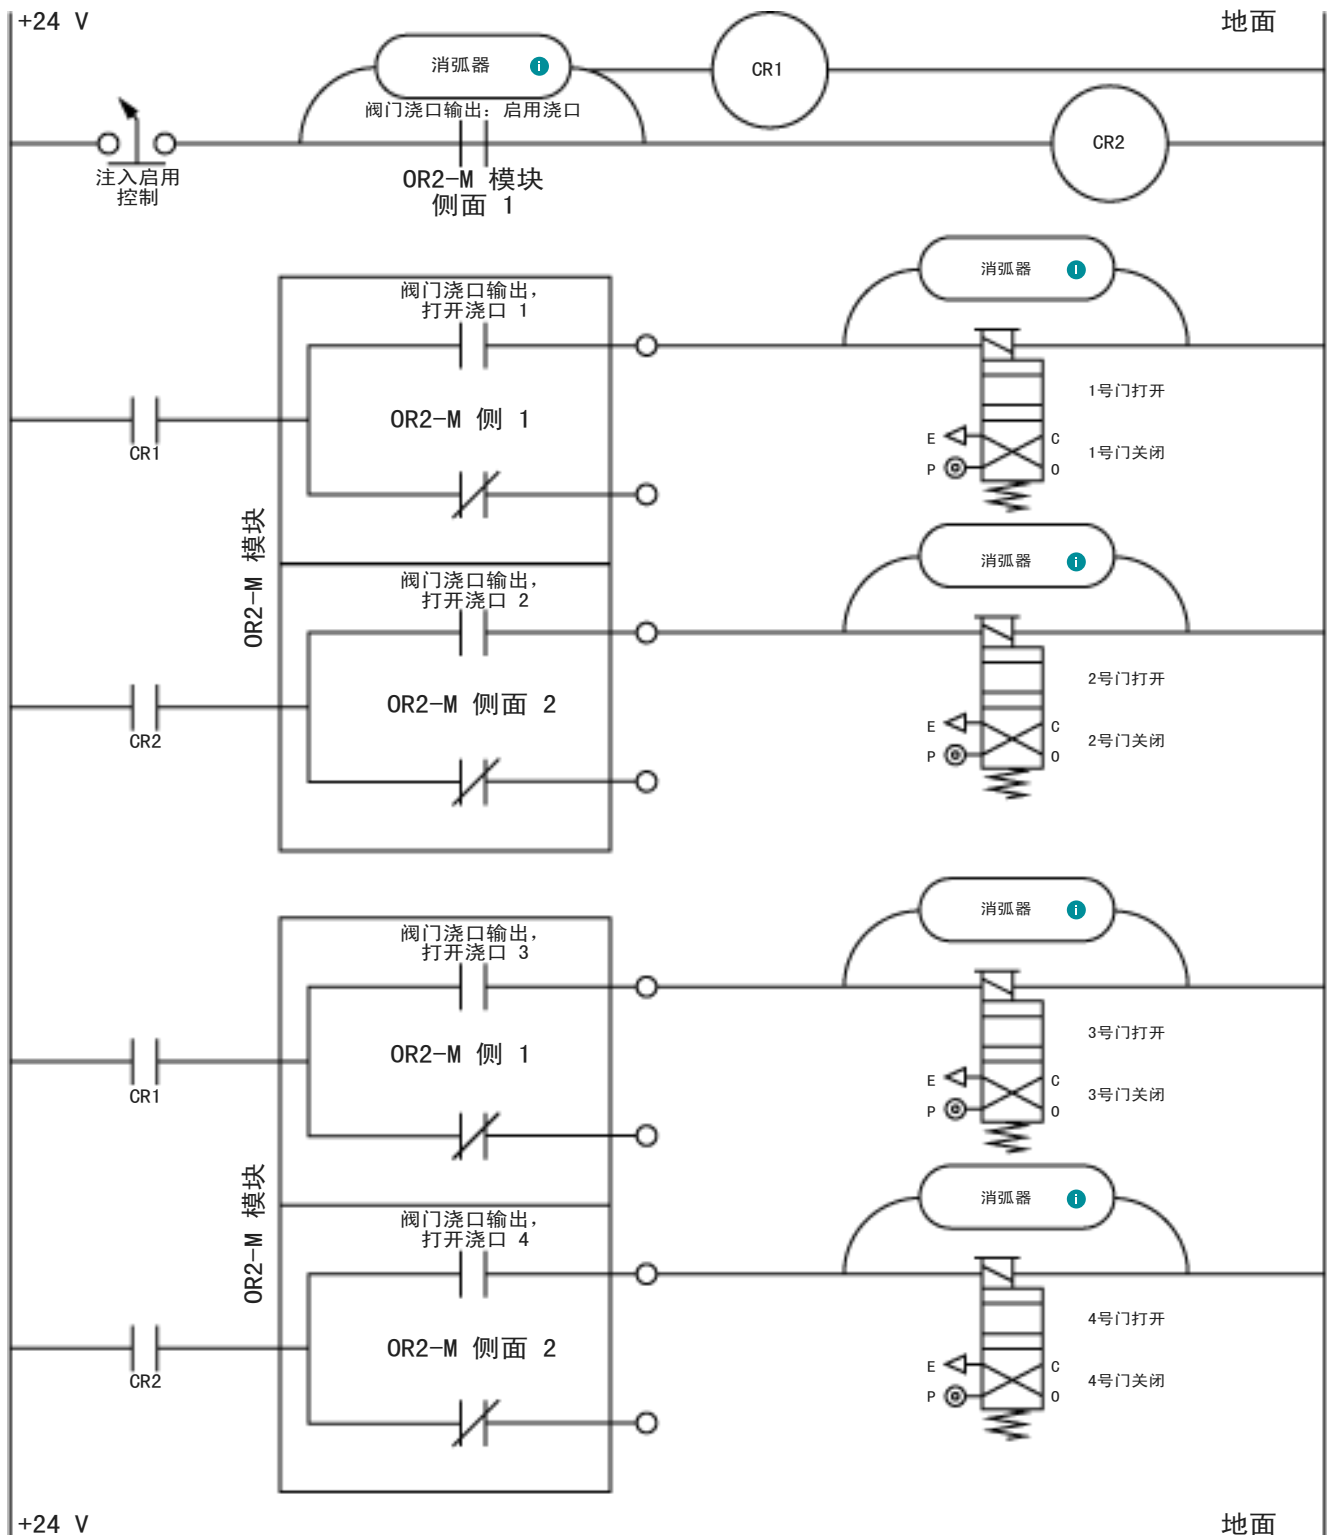 +24 V
地面
消弧器 i
CR1
阀门浇口输出：启用浇口
CR2
注入启用
控制
OR2-M 模块
侧面 1
消弧器 I
阀门浇口输出，
打开浇口 1
1号门打开
OR2-M 侧 1
CR1
E
C
1号门关闭
P
O
OR2-M 模块
消弧器 i
阀门浇口输出，
打开浇口 2
2号门打开
OR2-M 侧面 2
CR2
E
C
2号门关闭
P
O
消弧器 i
阀门浇口输出，
打开浇口 3
3号门打开
OR2-M 侧 1
CR1
E
C
3号门关闭
P
O
OR2-M 模块
消弧器 i
阀门浇口输出，
打开浇口 4
4号门打开
OR2-M 侧面 2
CR2
E
C
4号门关闭
P
O
+24 V
地面